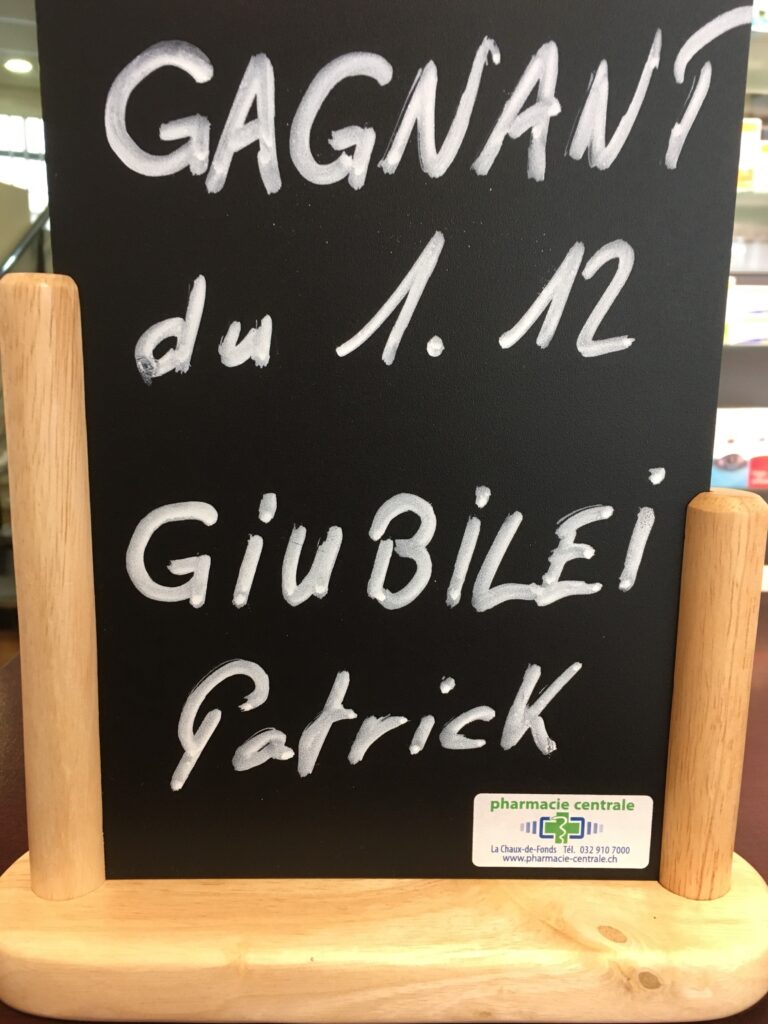 GAGNANT
du 1. 12
GiUBiLEi
Patrick
pharmacie centrale
La Chaux-de-Fonds Tél. 032 910 7000
www.pharmacie-centrale.ch